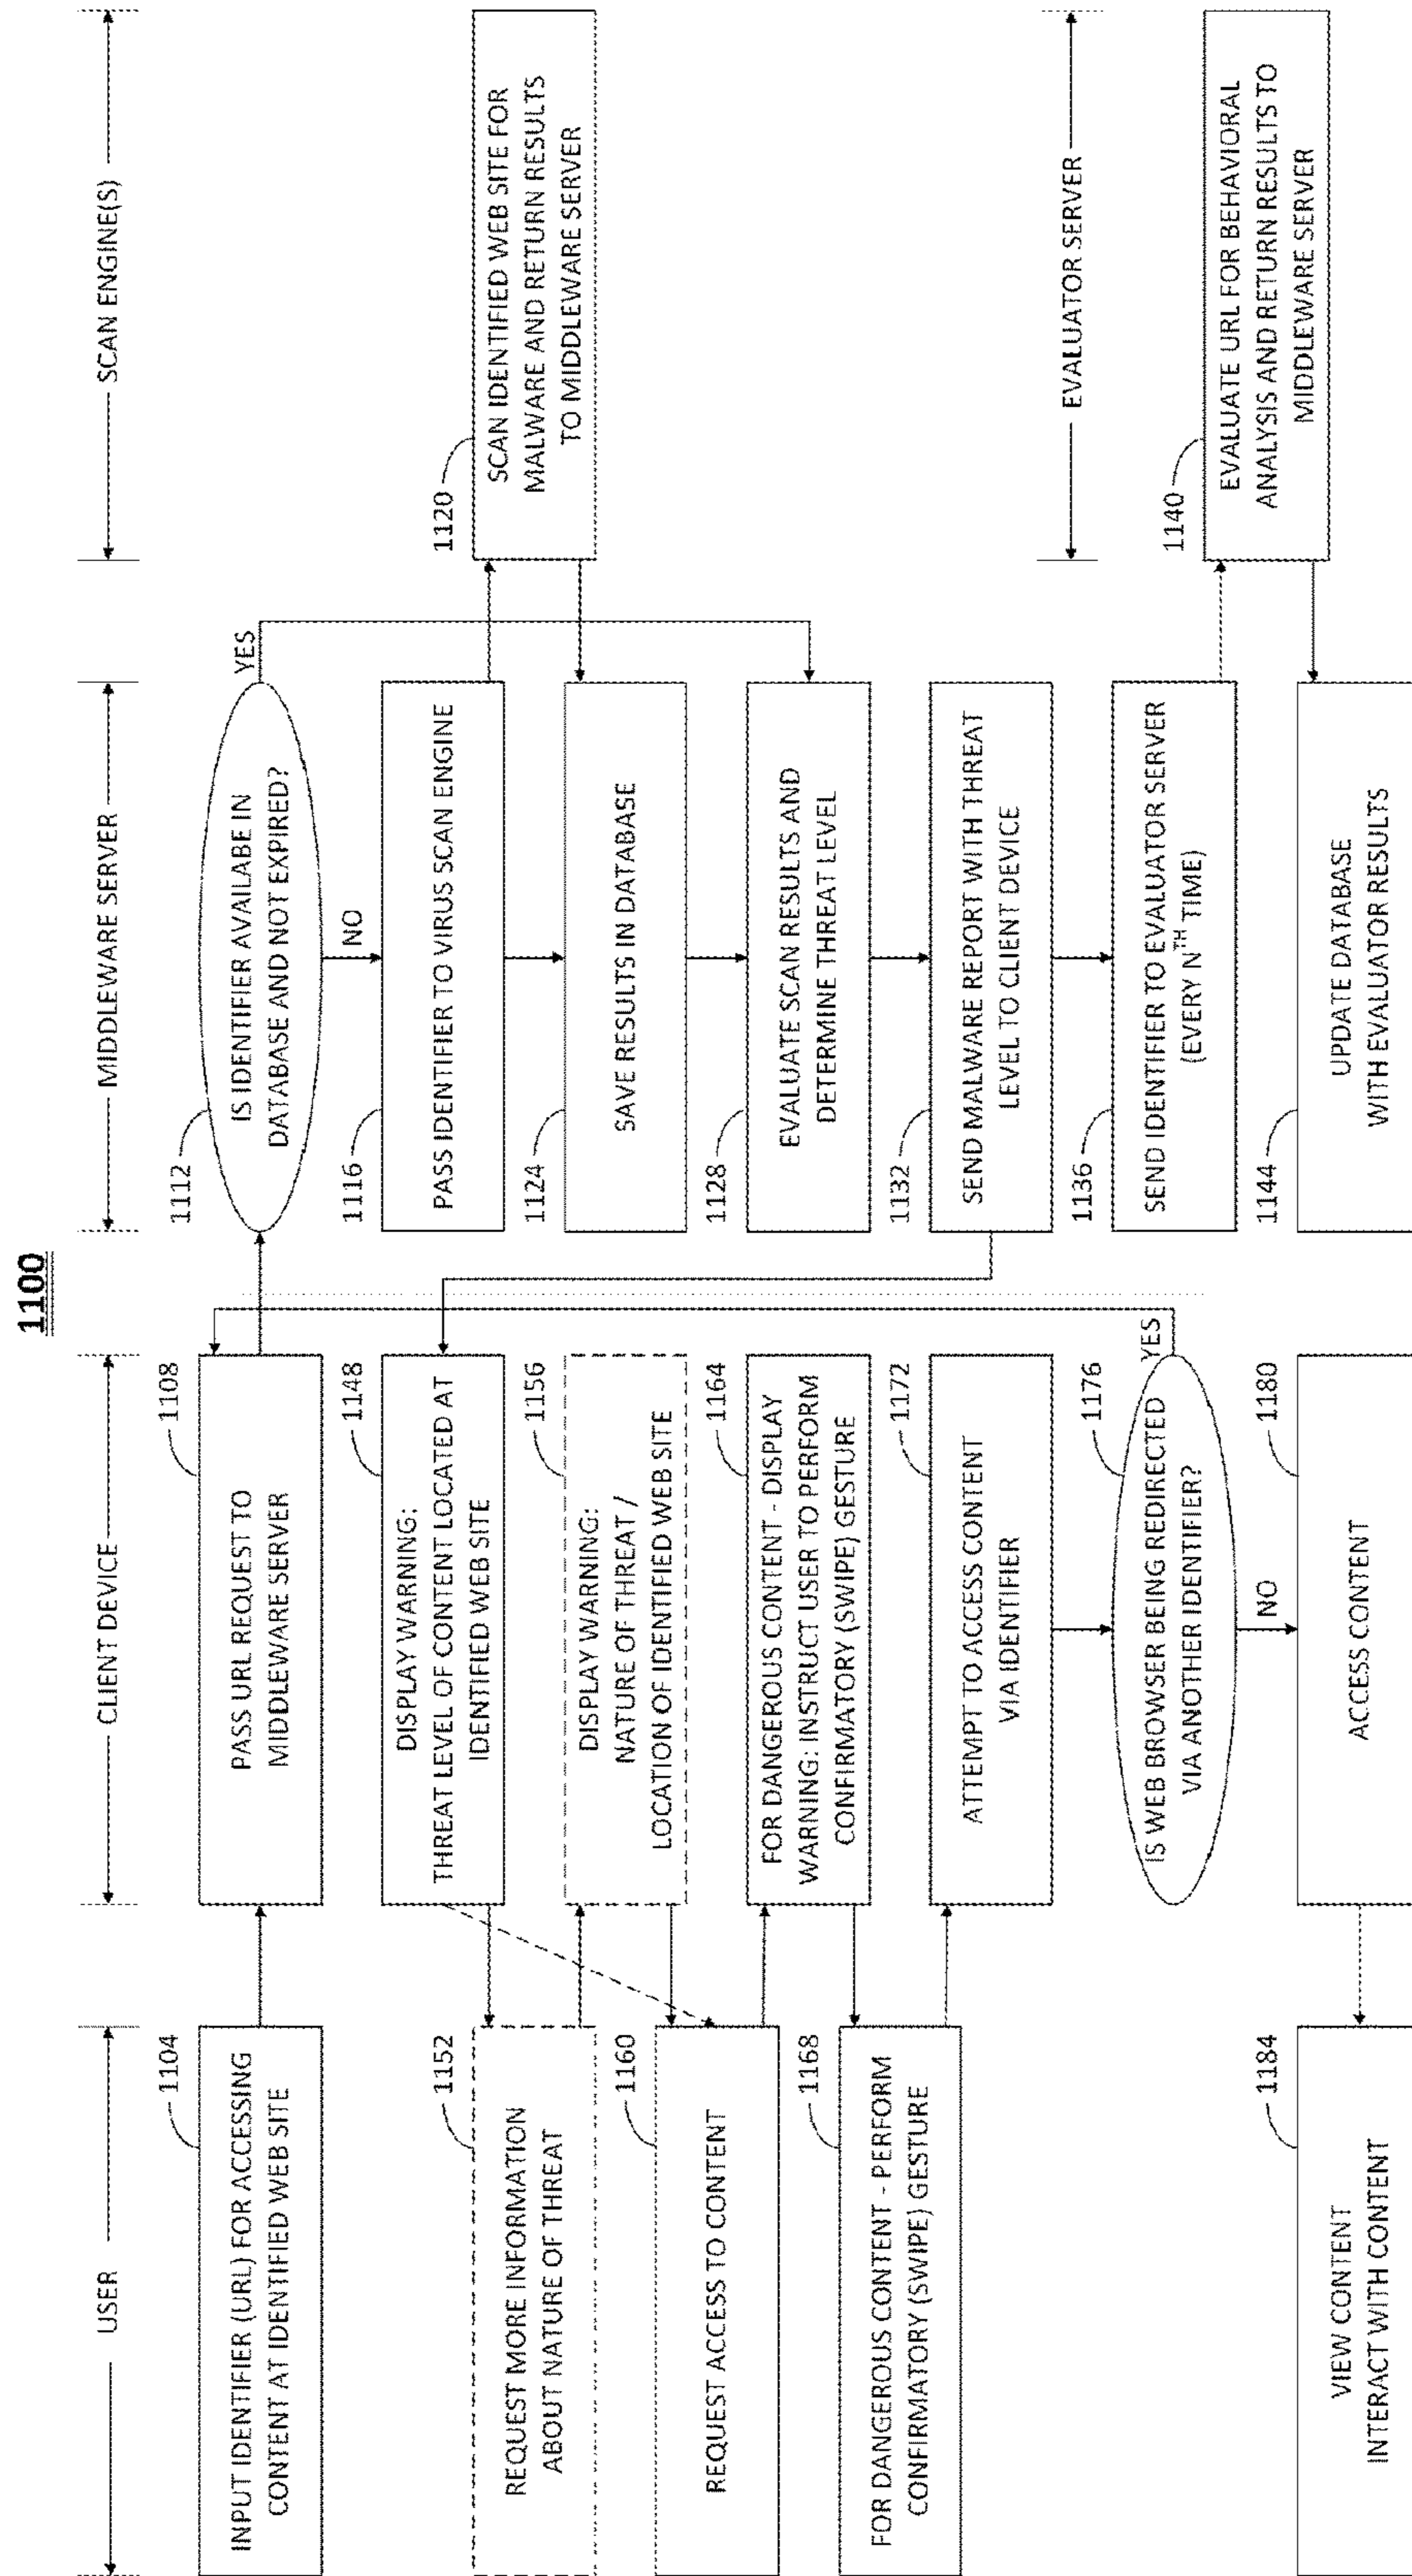 1100
USER
CLIENT DEVICE
MIDDLEWARE SERVER
SCAN ENGINE(S)
1104
INPUT IDENTIFIER (URL) FOR ACCESSING
CONTENT AT IDENTIFIED WEB SITE
1108
PASS URL REQUEST TO
MIDDLEWARE SERVER
1112
IS IDENTIFIER AVAILABE IN
DATABASE AND NOT EXPIRED?
YES
NO
1116
PASS IDENTIFIER TO VIRUS SCAN ENGINE
1120
SCAN IDENTIFIED WEB SITE FOR
MALWARE AND RETURN RESULTS
TO MIDDLEWARE SERVER
1124
SAVE RESULTS IN DATABASE
1128
EVALUATE SCAN RESULTS AND
DETERMINE THREAT LEVEL
1132
SEND MALWARE REPORT WITH THREAT
LEVEL TO CLIENT DEVICE
1136
SEND IDENTIFIER TO EVALUATOR SERVER
(EVERY N TH TIME)
EVALUATOR SERVER
1140
EVALUATE URL FOR BEHAVIORAL
ANALYSIS AND RETURN RESULTS TO
MIDDLEWARE SERVER
1144
UPDATE DATABASE
WITH EVALUATOR RESULTS
1148
DISPLAY WARNING:
THREAT LEVEL OF CONTENT LOCATED AT
IDENTIFIED WEB SITE
1152
REQUEST MORE INFORMATION
ABOUT NATURE OF THREAT
1156
DISPLAY WARNING:
NATURE OF THREAT /
LOCATION OF IDENTIFIED WEB SITE
1160
REQUEST ACCESS TO CONTENT
1164
FOR DANGEROUS CONTENT - DISPLAY
WARNING: INSTRUCT USER TO PERFORM
CONFIRMATORY (SWIPE) GESTURE
1168
FOR DANGEROUS CONTENT - PERFORM
CONFIRMATORY (SWIPE) GESTURE
1172
ATTEMPT TO ACCESS CONTENT
VIA IDENTIFIER
1176
IS WEB BROWSER BEING REDIRECTED
VIA ANOTHER IDENTIFIER?
YES
NO
1180
ACCESS CONTENT
1184
VIEW CONTENT
INTERACT WITH CONTENT